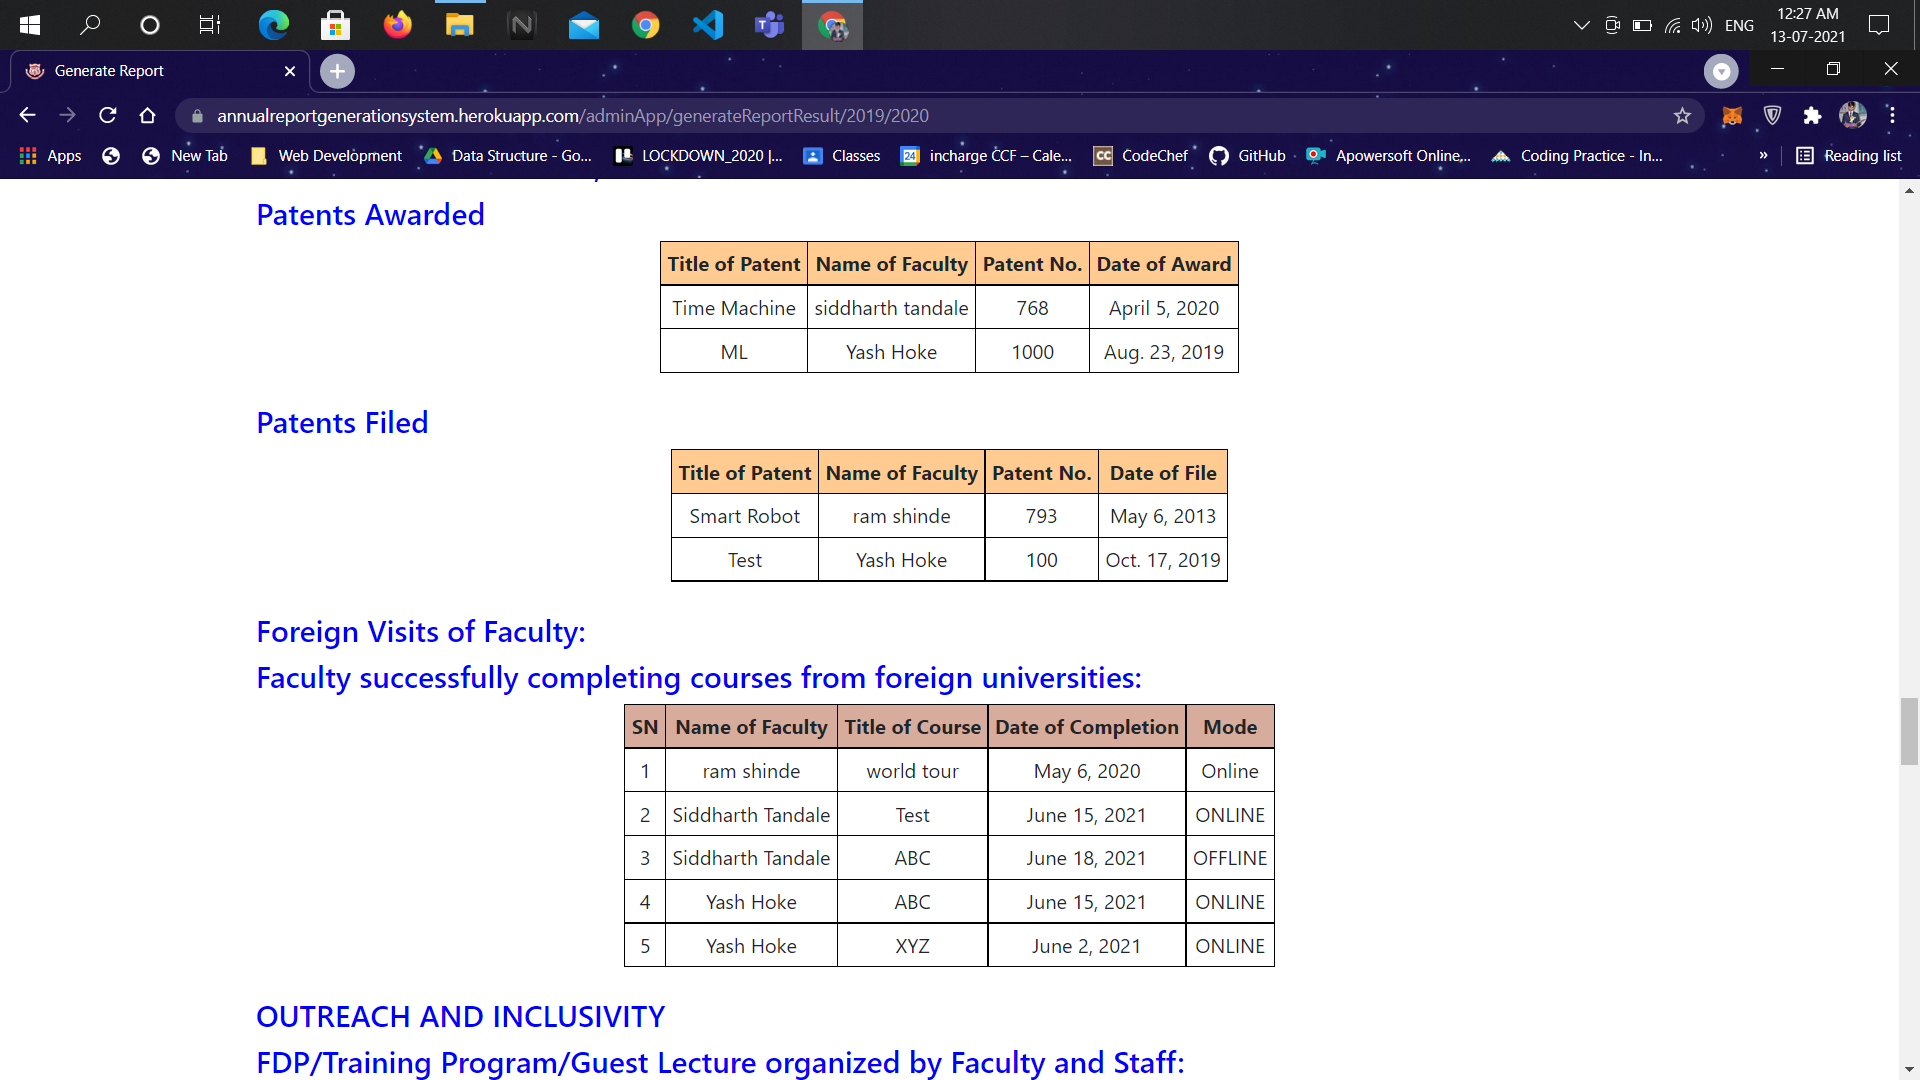 ENG
12:27 AM
13-07-2021
Generate Report
annualreportgenerationsystem.herokuapp.com/adminApp/generateReportResult/2019/2020
Apps New Tab Web Development Data Structure - Go... LOCKDOWN_2020 |... Classes 24 incharge CCF – Cale... CC CodeChef GitHub Apowersoft Online,... Coding Practice - In... » Reading list
Patents Awarded
Title of Patent Name of Faculty Patent No. Date of Award
Time Machine siddharth tandale 768 April 5, 2020
ML Yash Hoke 1000 Aug. 23, 2019
Patents Filed
Title of Patent Name of Faculty Patent No. Date of File
Smart Robot ram shinde 793 May 6, 2013
Test Yash Hoke 100 Oct. 17, 2019
Foreign Visits of Faculty:
Faculty successfully completing courses from foreign universities:
SN Name of Faculty Title of Course Date of Completion Mode
1 ram shinde world tour May 6, 2020 Online
2 Siddharth Tandale Test June 15, 2021 ONLINE
3 Siddharth Tandale ABC June 18, 2021 OFFLINE
4 Yash Hoke ABC June 15, 2021 ONLINE
5 Yash Hoke XYZ June 2, 2021 ONLINE
OUTREACH AND INCLUSIVITY
FDP/Training Program/Guest Lecture organized by Faculty and Staff: